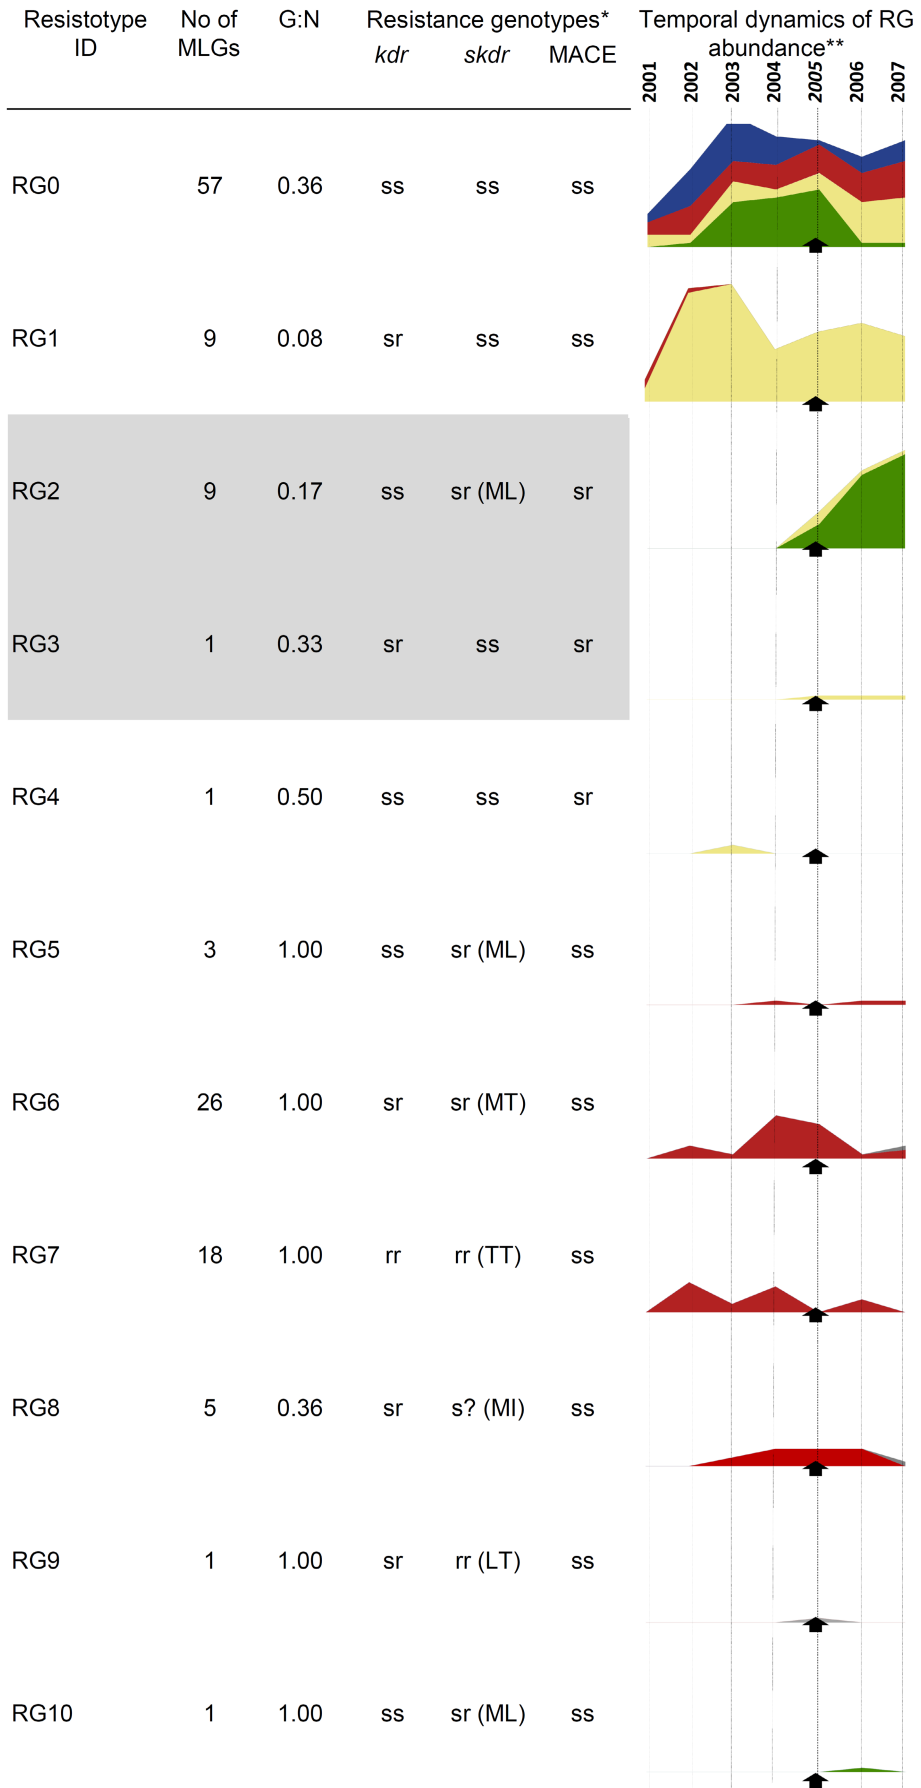 Resistotype ID No of MLGs G:N Resistance genotypes* Temporal dynamics of RG abundance**
kdr skdr MACE
2001 2002 2003 2004 2005 2006 2007
RG0 57 0.36 ss ss ss
RG1 9 0.08 sr ss ss
RG2 9 0.17 ss sr (ML) sr
RG3 1 0.33 sr ss sr
RG4 1 0.50 ss ss sr
RG5 3 1.00 ss sr (ML) ss
RG6 26 1.00 sr sr (MT) ss
RG7 18 1.00 rr rr (TT) ss
RG8 5 0.36 sr s? (MI) ss
RG9 1 1.00 sr rr (LT) ss
RG10 1 1.00 ss sr (ML) ss